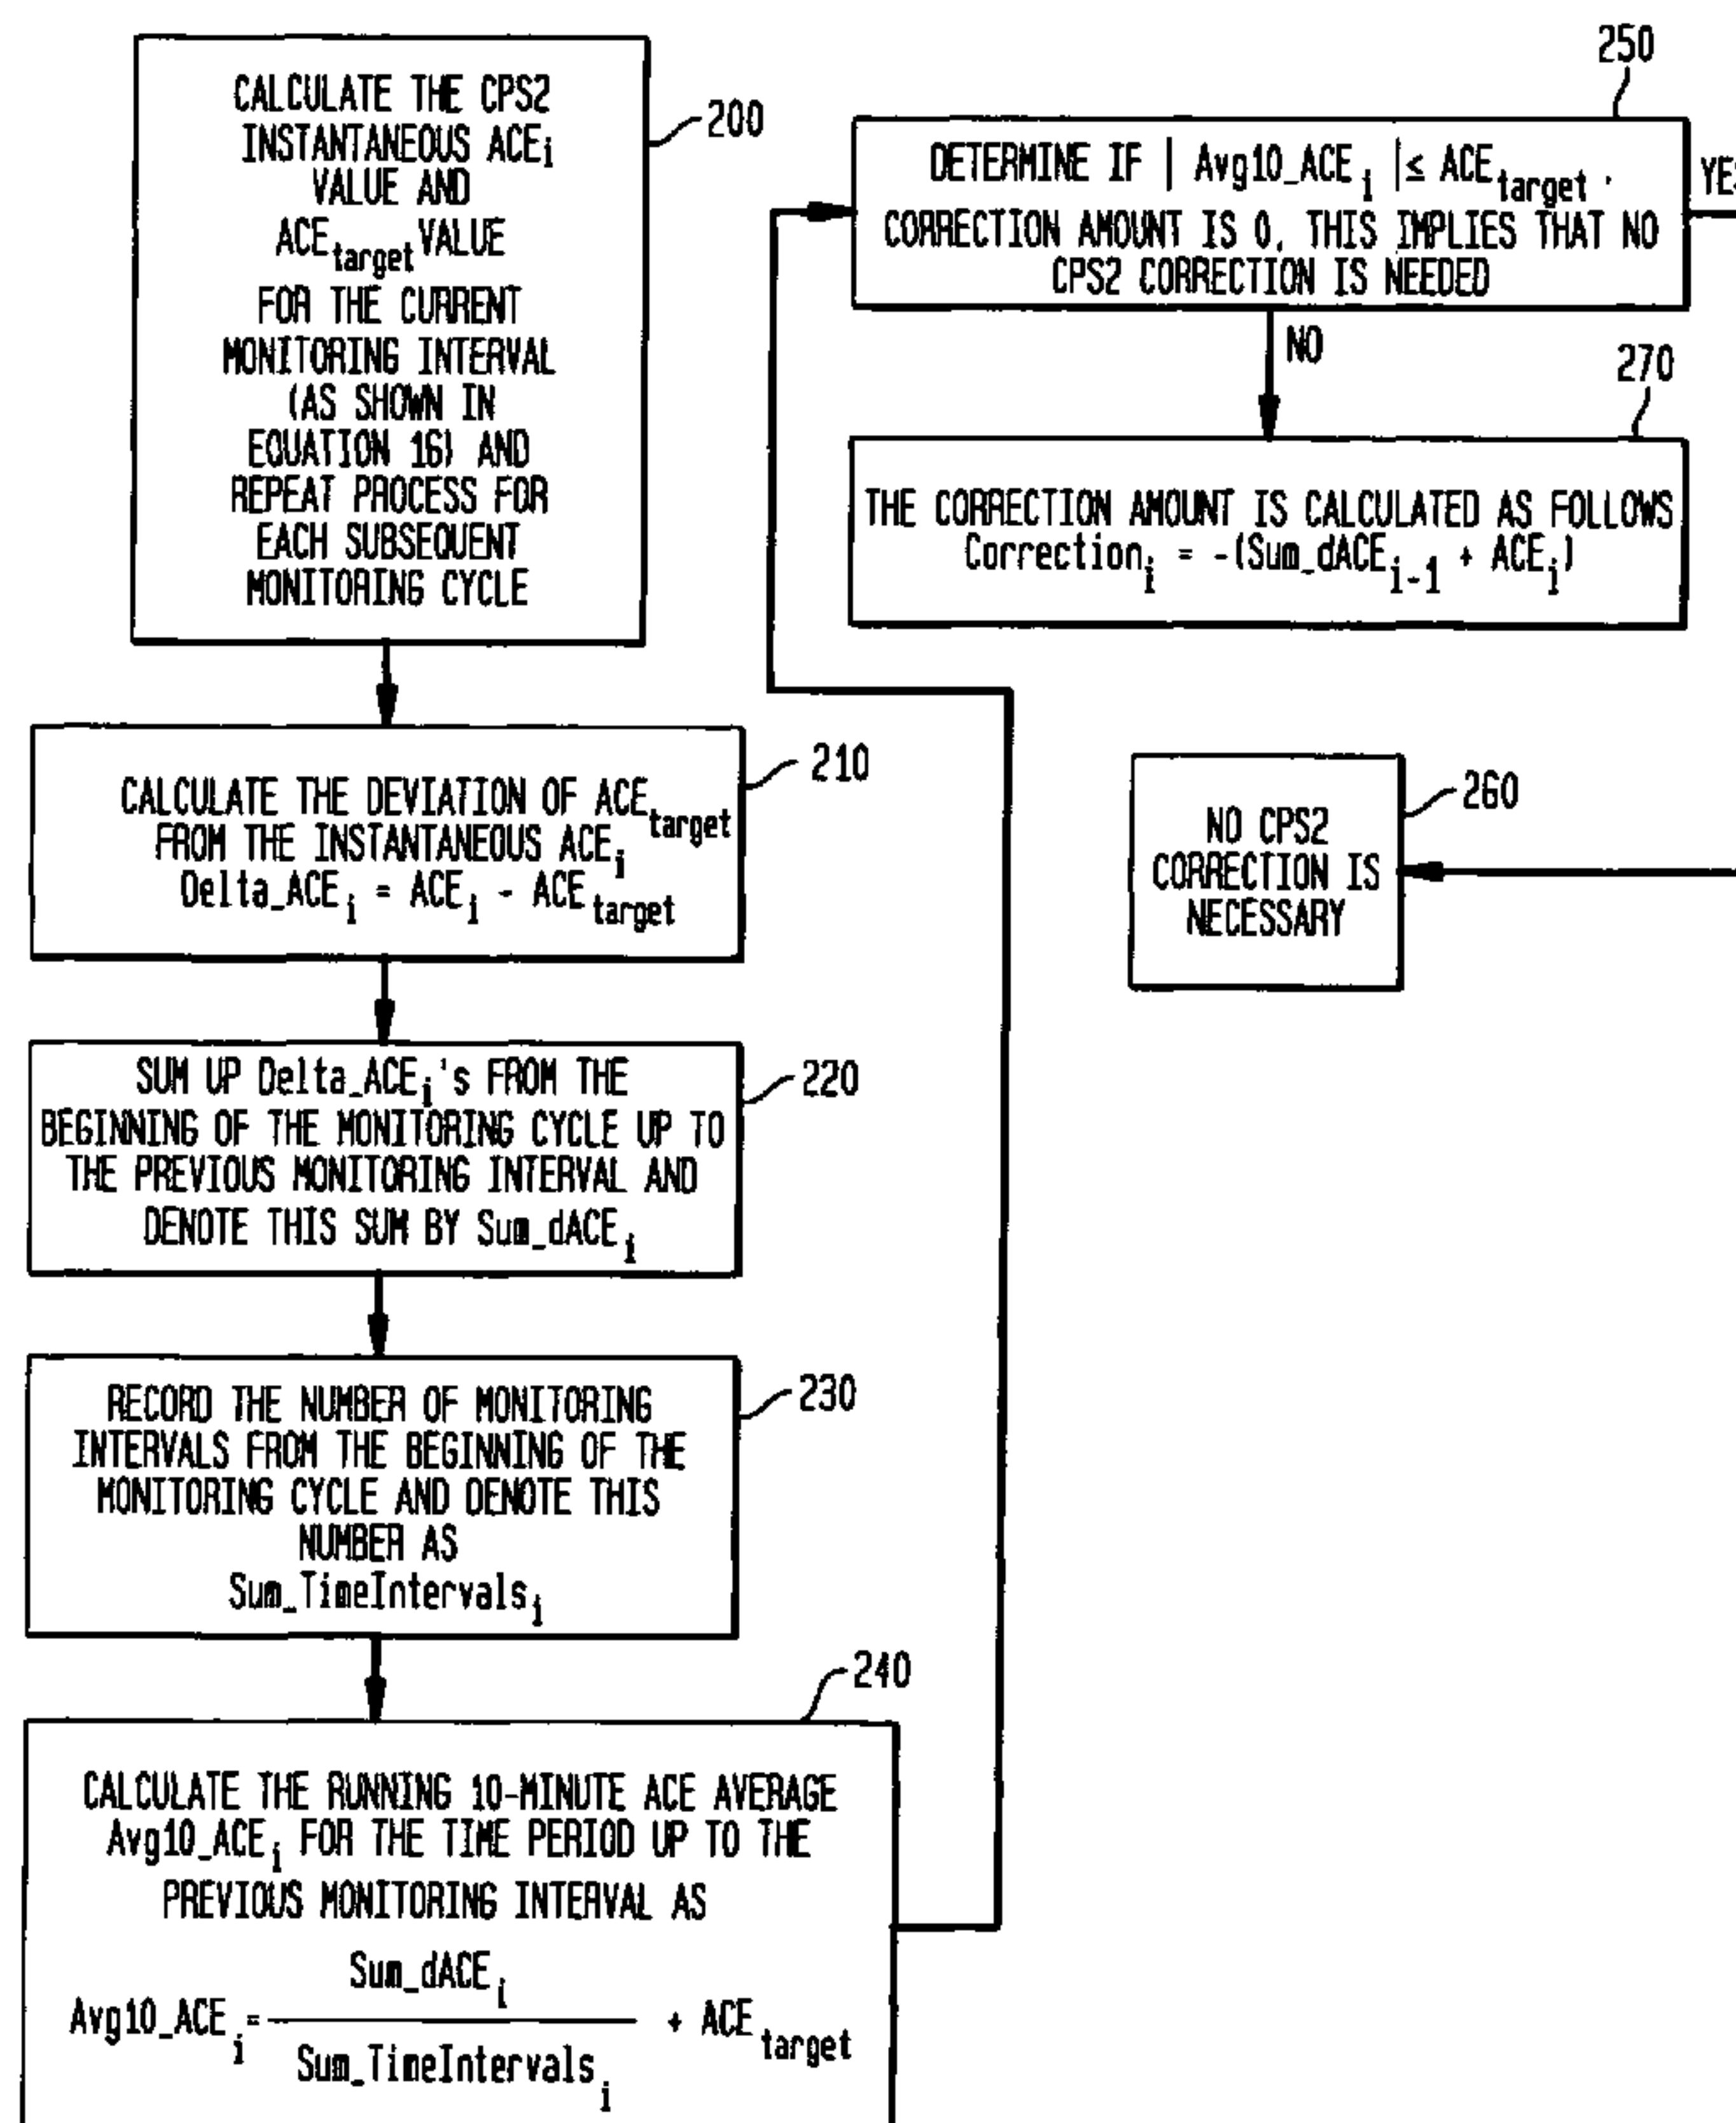 CALCULATE THE CPS2
INSTANTANEOUS ACEi
VALUE AND
ACEtarget VALUE
FOR THE CURRENT
MONITORING INTERVAL
(AS SHOWN IN
EQUATION 16) AND
REPEAT PROCESS FOR
EACH SUBSEQUENT
MONITORING CYCLE
200
CALCULATE THE DEVIATION OF ACEtarget
FROM THE INSTANTANEOUS ACEi
Delta_ACEi = ACEi - ACEtarget
210
SUM UP Delta_ACEi's FROM THE
BEGINNING OF THE MONITORING CYCLE UP TO
THE PREVIOUS MONITORING INTERVAL AND
DENOTE THIS SUM BY Sum_dACEi
220
RECORD THE NUMBER OF MONITORING
INTERVALS FROM THE BEGINNING OF THE
MONITORING CYCLE AND DENOTE THIS
NUMBER AS
Sum_TimeIntervalsi
230
240
CALCULATE THE RUNNING 10-MINUTE ACE AVERAGE
Avg10_ACEi FOR THE TIME PERIOD UP TO THE
PREVIOUS MONITORING INTERVAL AS
Sum_dACEi
Avg10_ACEi = + ACEtarget
Sum_TimeIntervalsi
250
DETERMINE IF | Avg10_ACEi |≤ ACEtarget .
CORRECTION AMOUNT IS 0. THIS IMPLIES THAT NO
CPS2 CORRECTION IS NEEDED
YES
NO
270
THE CORRECTION AMOUNT IS CALCULATED AS FOLLOWS
Correctioni = -(Sum_dACEi-1 + ACEi)
260
NO CPS2
CORRECTION IS
NECESSARY